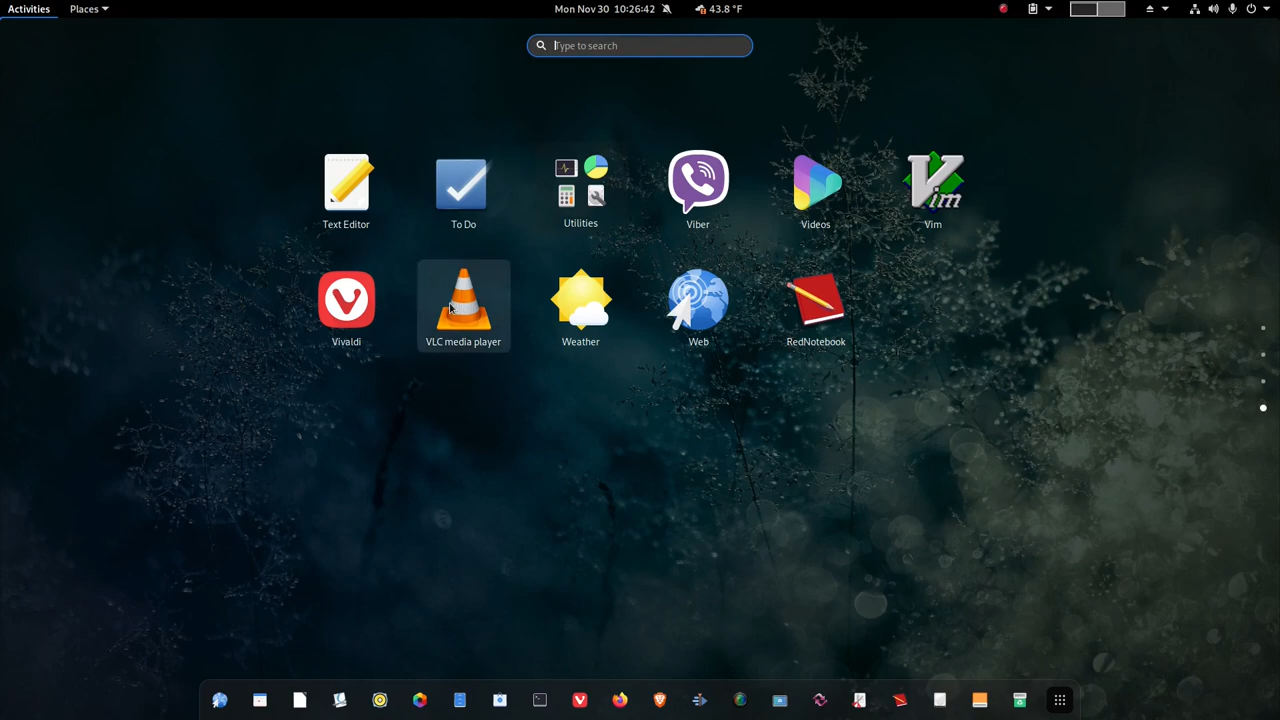 Activities Places Mon Nov 30 10:26:42 43.8 °F
Type to search
Text Editor To Do Utilities Viber Videos Vim
Vivaldi VLC media player Weather Web RedNotebook